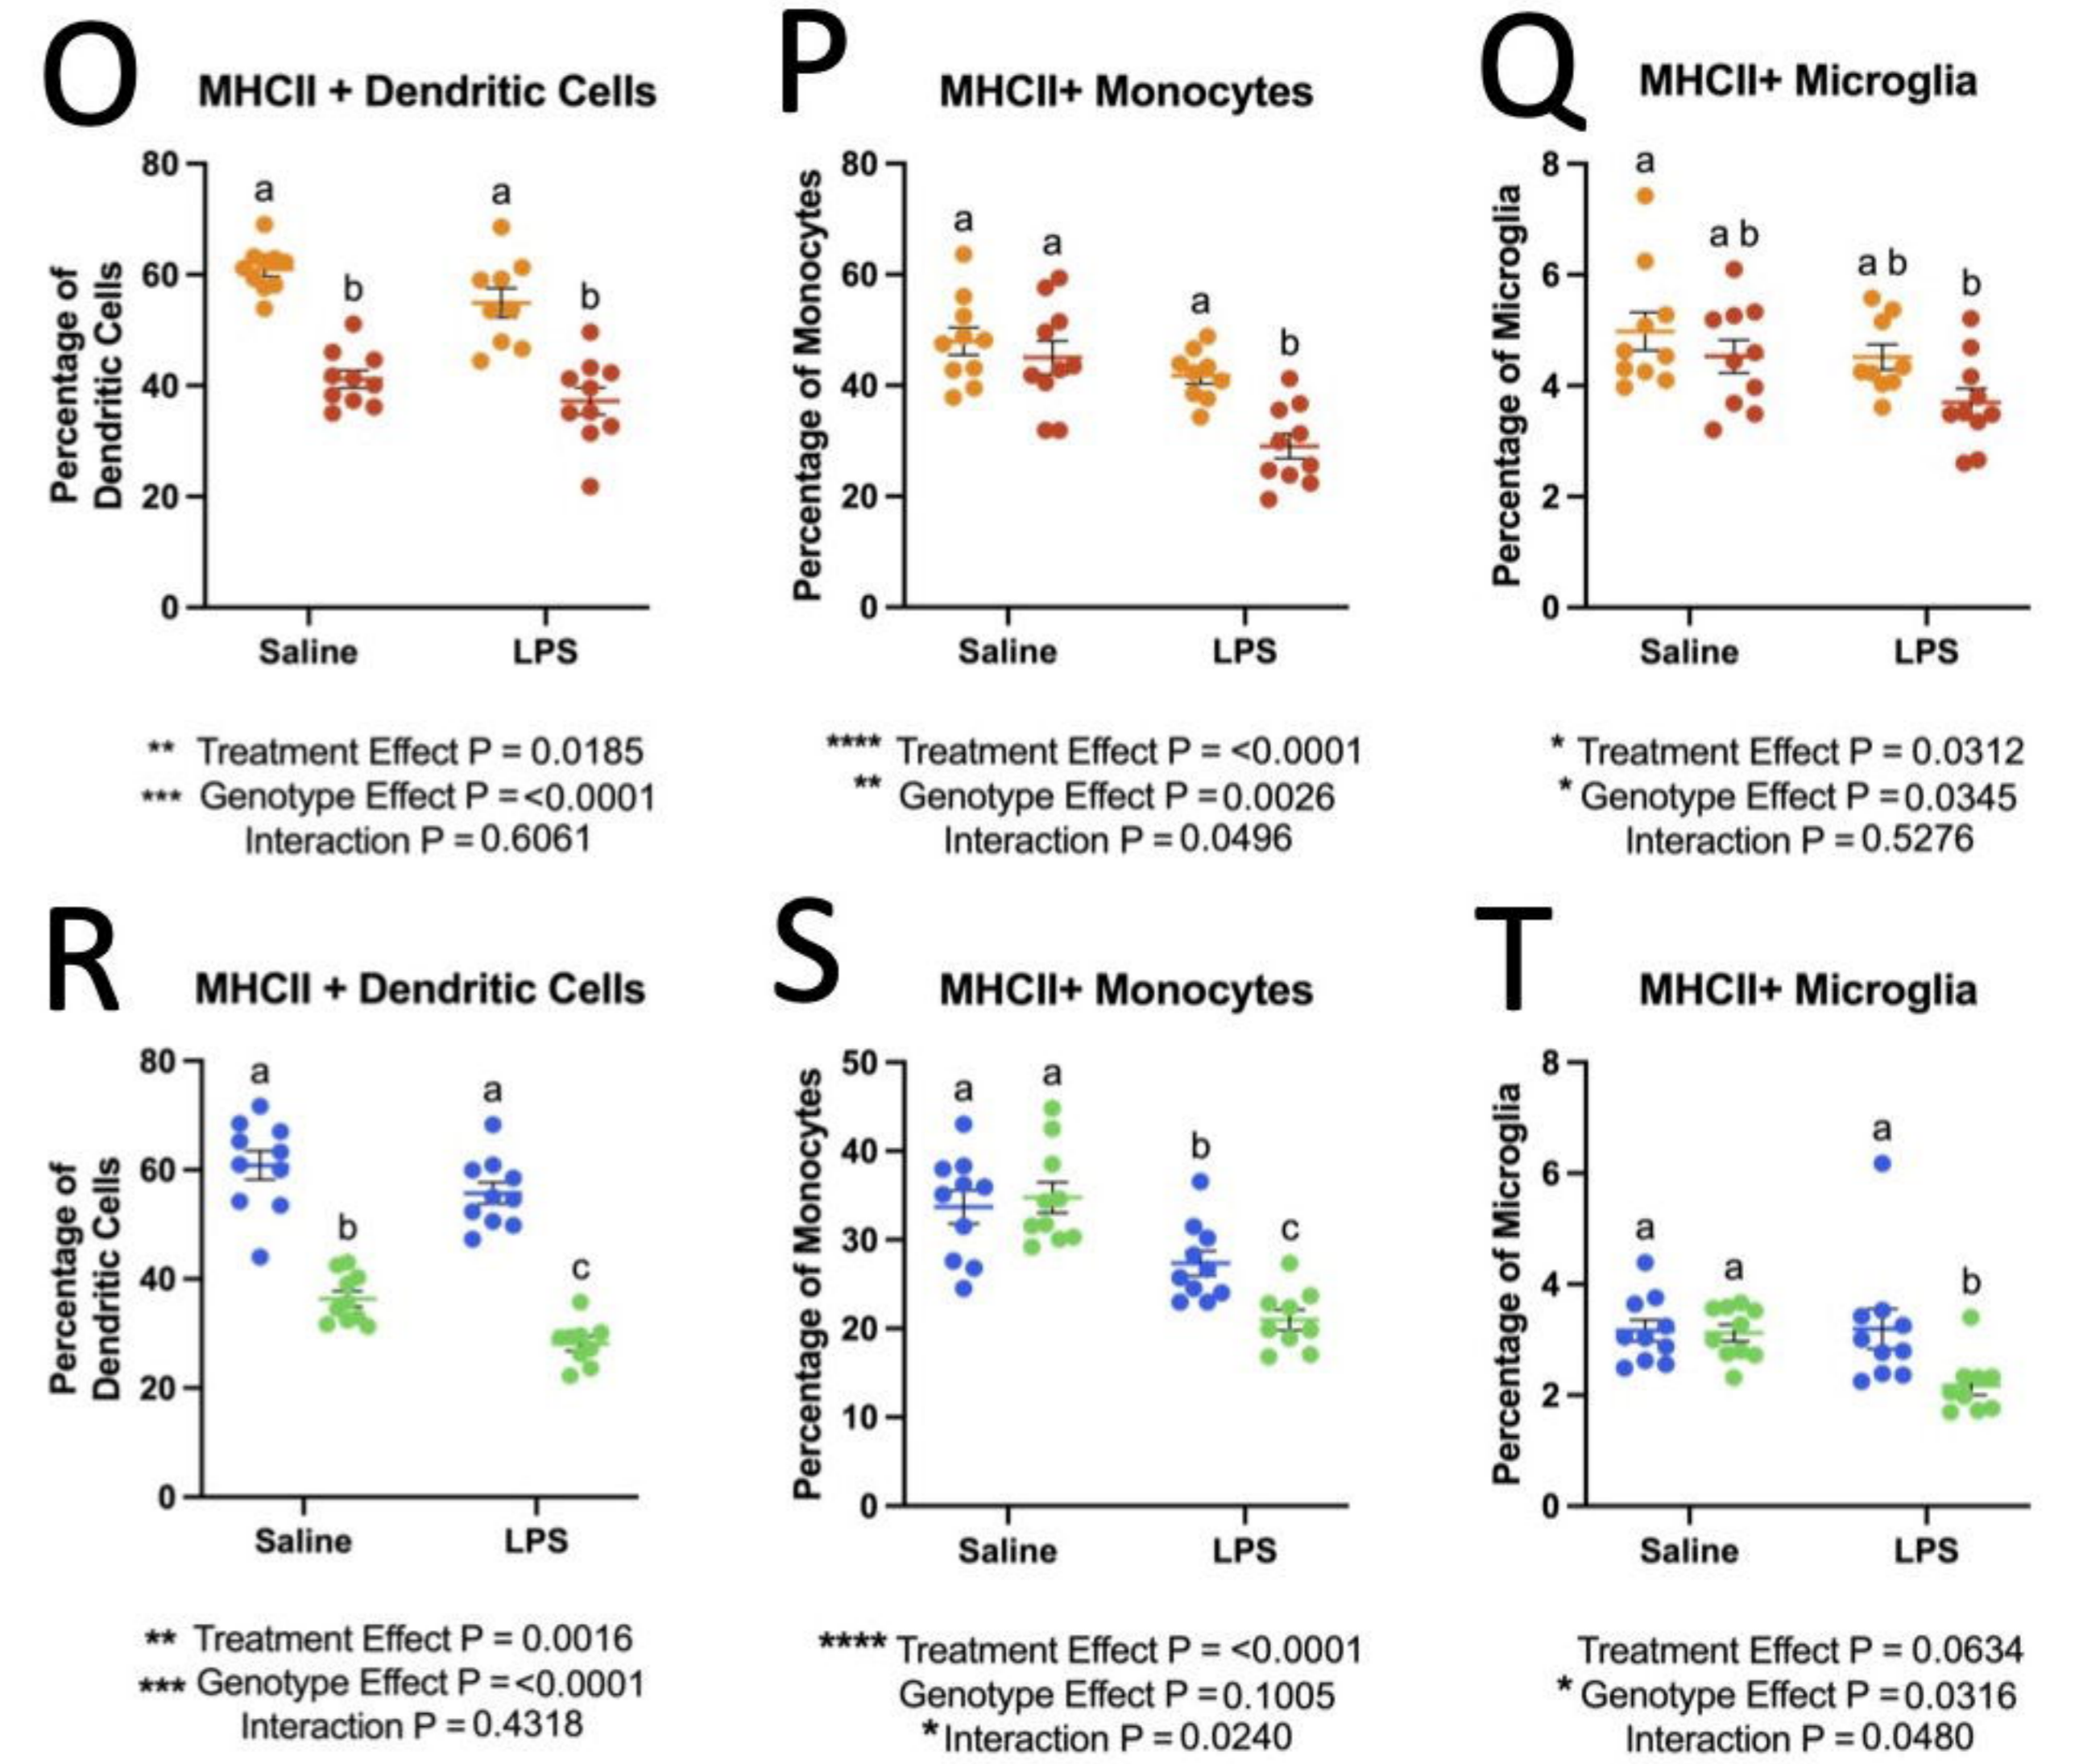 O
MHCII + Dendritic Cells
Percentage of
Dendritic Cells
80
60
40
20
0
a
b
a
b
Saline
LPS
** Treatment Effect P = 0.0185
*** Genotype Effect P =<0.0001
Interaction P = 0.6061
P
MHCII+ Monocytes
Percentage of Monocytes
80
60
40
20
0
a
a
a
b
Saline
LPS
**** Treatment Effect P = <0.0001
** Genotype Effect P =0.0026
Interaction P = 0.0496
Q
MHCII+ Microglia
Percentage of Microglia
8
6
4
2
0
a
a b
a b
b
Saline
LPS
* Treatment Effect P = 0.0312
* Genotype Effect P =0.0345
Interaction P = 0.5276
R
MHCII + Dendritic Cells
Percentage of
Dendritic Cells
80
60
40
20
0
a
b
a
c
Saline
LPS
** Treatment Effect P = 0.0016
*** Genotype Effect P =<0.0001
Interaction P = 0.4318
S
MHCII+ Monocytes
Percentage of Monocytes
50
40
30
20
10
0
a
a
b
c
Saline
LPS
**** Treatment Effect P = <0.0001
Genotype Effect P =0.1005
* Interaction P = 0.0240
T
MHCII+ Microglia
Percentage of Microglia
8
6
4
2
0
a
a
a
b
Saline
LPS
Treatment Effect P = 0.0634
* Genotype Effect P =0.0316
Interaction P = 0.0480